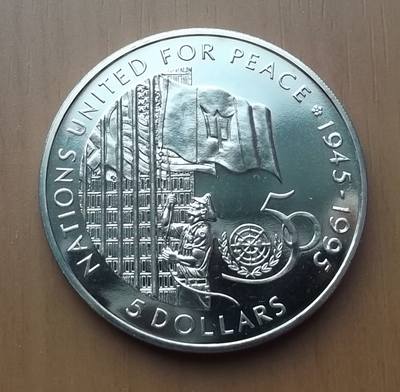 NATIONS UNITED FOR PEACE * 1945-1995
50
5 DOLLARS